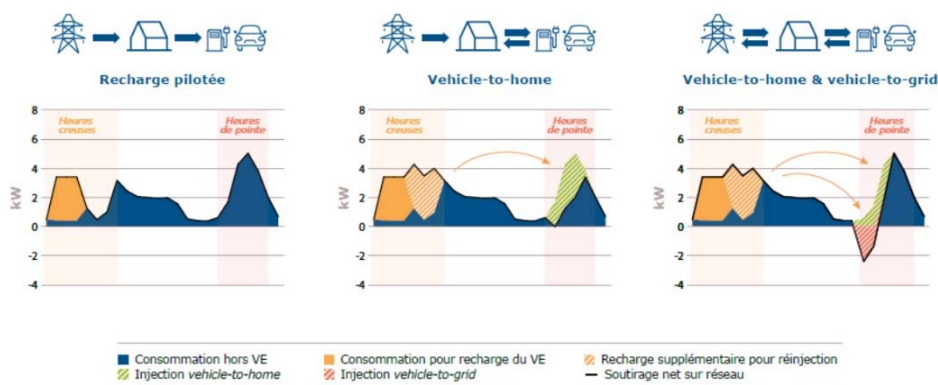 Recharge pilotée
Vehicle-to-home
Vehicle-to-home & vehicle-to-grid
8
6
4
2
0
-2
-4
kW
Heures
creuses
Heures
de pointe
8
6
4
2
0
-2
-4
kW
Heures
creuses
Heures
de pointe
8
6
4
2
0
-2
-4
kW
Heures
creuses
Heures
de pointe
Consommation hors VE
Consommation pour recharge du VE
Recharge supplémentaire pour réinjection
Injection vehicle-to-home
Injection vehicle-to-grid
Soutirage net sur réseau